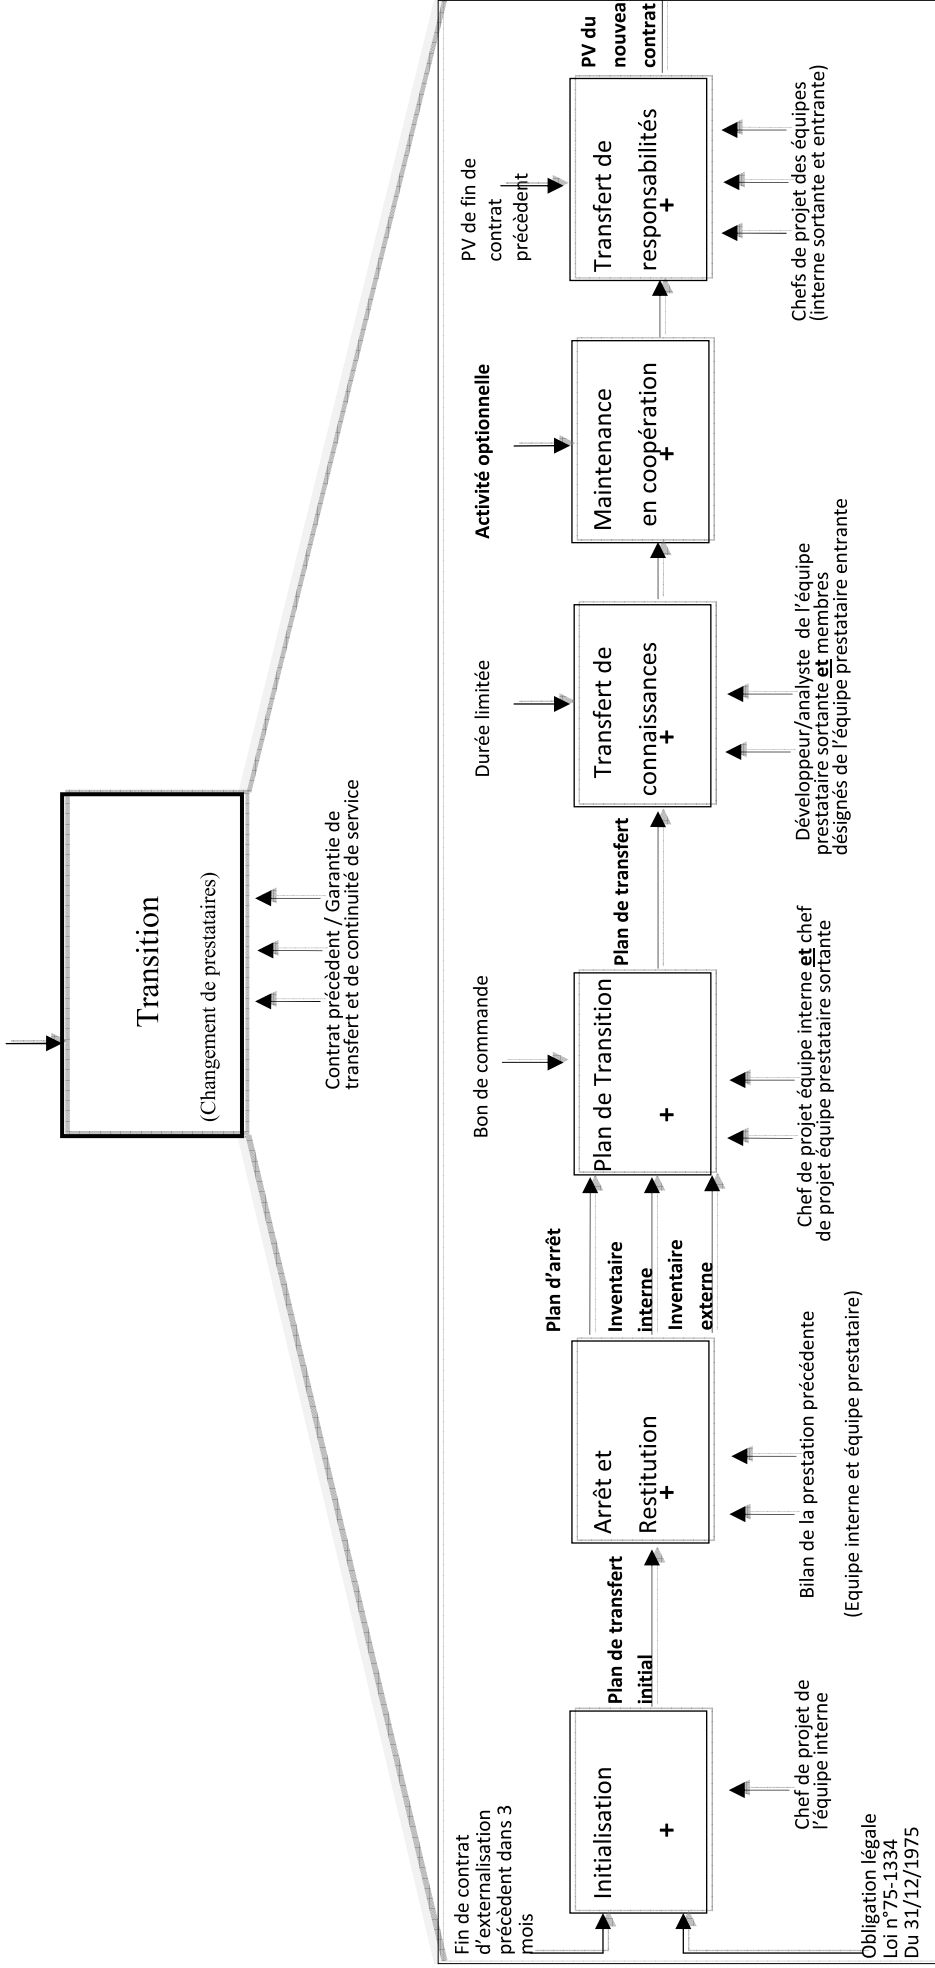 Transition
(Changement de prestataires)
Contrat précèdent / Garantie de
transfert et de continuité de service
Fin de contrat
d'externalisation
précèdent dans 3
mois
Obligation légale
Loi n°75-1334
Du 31/12/1975
Initialisation
+
Chef de projet de
l'équipe interne
Plan de transfert
initial
Arrêt et
Restitution
+
Bilan de la prestation précédente
(Equipe interne et équipe prestataire)
Plan d'arrêt
Inventaire
interne
Inventaire
externe
Bon de commande
Plan de Transition
+
Chef de projet équipe interne et chef
de projet équipe prestataire sortante
Plan de transfert
Durée limitée
Transfert de
connaissances
+
Développeur/analyste de l'équipe
prestataire sortante et membres
désignés de l'équipe prestataire entrante
Activité optionnelle
Maintenance
en coopération
+
PV de fin de
contrat
précèdent
Transfert de
responsabilités
+
Chefs de projet des équipes
(interne sortante et entrante)
PV du
nouvea
contrat